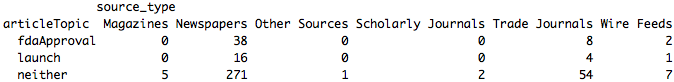 source_type
articleTopic Magazines Newspapers Other Sources Scholarly Journals Trade Journals Wire Feeds
fdaApproval 0 38 0 0 8 2
launch 0 16 0 0 4 1
neither 5 271 1 2 54 7